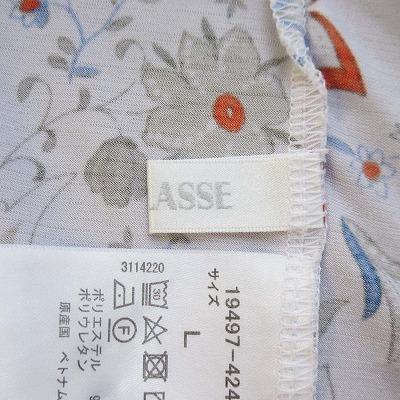 ASSE
19497-424
サイズ
L
30
F
ポリエステル
ポリウレタン
原産国 ベトナム
3114220